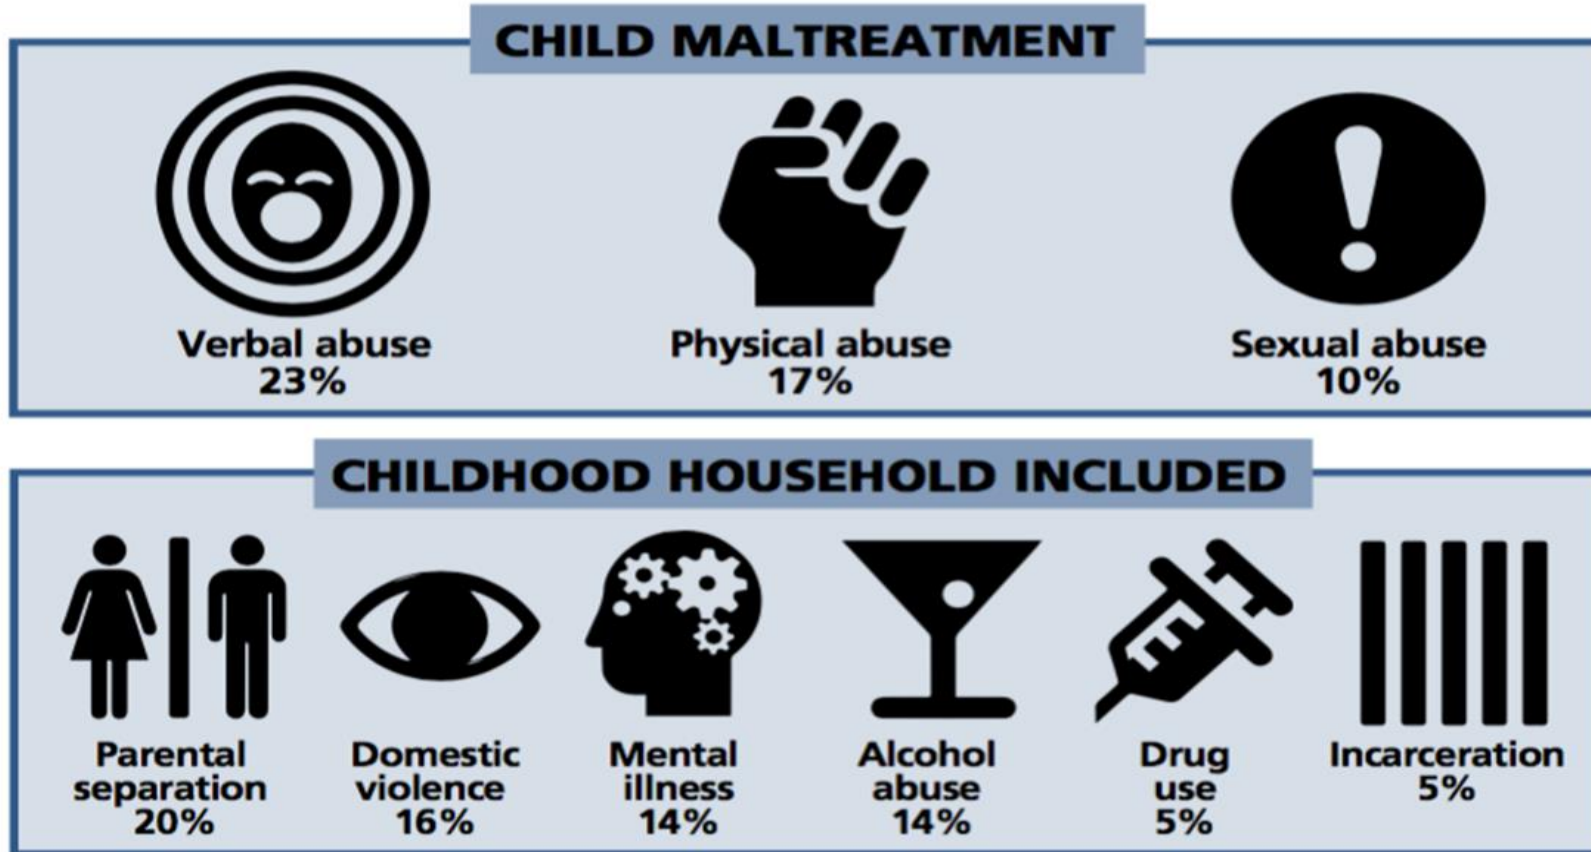 CHILD MALTREATMENT
Verbal abuse
23%
Physical abuse
17%
Sexual abuse
10%
CHILDHOOD HOUSEHOLD INCLUDED
Parental
separation
20%
Domestic
violence
16%
Mental
illness
14%
Alcohol
abuse
14%
Drug
use
5%
Incarceration
5%